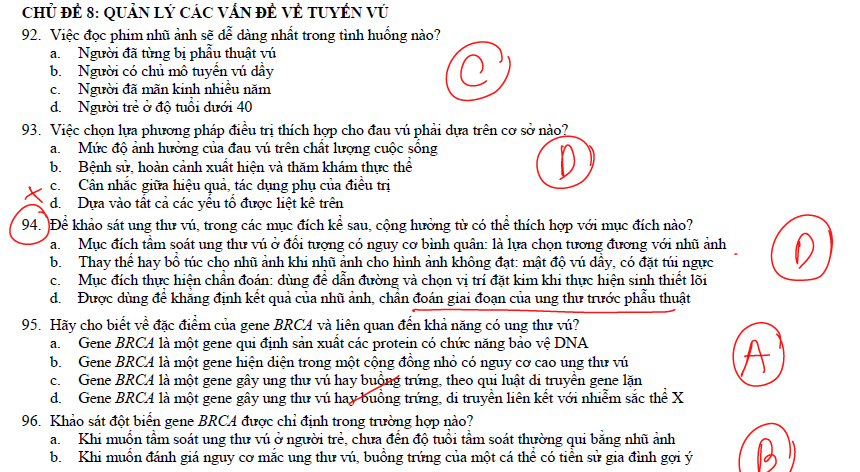 CHỦ ĐỀ 8: QUẢN LÝ CÁC VẤN ĐỀ VỀ TUYẾN VÚ
92. Việc đọc phim nhũ ảnh sẽ dễ dàng nhất trong tình huống nào?
a. Người đã từng bị phẫu thuật vú
b. Người có chủ mô tuyến vú dầy
c. Người đã mãn kinh nhiều năm
d. Người trẻ ở độ tuổi dưới 40
C
93. Việc chọn lựa phương pháp điều trị thích hợp cho đau vú phải dựa trên cơ sở nào?
a. Mức độ ảnh hưởng của đau vú trên chất lượng cuộc sống
b. Bệnh sử, hoàn cảnh xuất hiện và thăm khám thực thể
c. Cân nhắc giữa hiệu quả, tác dụng phụ của điều trị
d. Dựa vào tất cả các yếu tố được liệt kê trên
D
94. Để khảo sát ung thư vú, trong các mục đích kể sau, cộng hưởng từ có thể thích hợp với mục đích nào?
a. Mục đích tầm soát ung thư vú ở đối tượng có nguy cơ bình quân: là lựa chọn tương đương với nhũ ảnh
b. Thay thế hay bổ túc cho nhũ ảnh khi nhũ ảnh cho hình ảnh không đạt: mật độ vú dầy, có đặt túi ngực
c. Mục đích thực hiện chẩn đoán: dùng để dẫn đường và chọn vị trí đặt kim khi thực hiện sinh thiết lõi
d. Được dùng để khẳng định kết quả của nhũ ảnh, chẩn đoán giai đoạn của ung thư trước phẫu thuật
D
95. Hãy cho biết về đặc điểm của gene BRCA và liên quan đến khả năng có ung thư vú?
a. Gene BRCA là một gene qui định sản xuất các protein có chức năng bảo vệ DNA
b. Gene BRCA là một gene hiện diện trong một cộng đồng nhỏ có nguy cơ cao ung thư vú
c. Gene BRCA là một gene gây ung thư vú hay buồng trứng, theo qui luật di truyền gene lặn
d. Gene BRCA là một gene gây ung thư vú hay buồng trứng, di truyền liên kết với nhiễm sắc thể X
A
96. Khảo sát đột biến gene BRCA được chỉ định trong trường hợp nào?
a. Khi muốn tầm soát ung thư vú ở người trẻ, chưa đến độ tuổi tầm soát thường qui bằng nhũ ảnh
b. Khi muốn đánh giá nguy cơ mắc ung thư vú, buồng trứng của một cá thể có tiền sử gia đình gợi ý
B